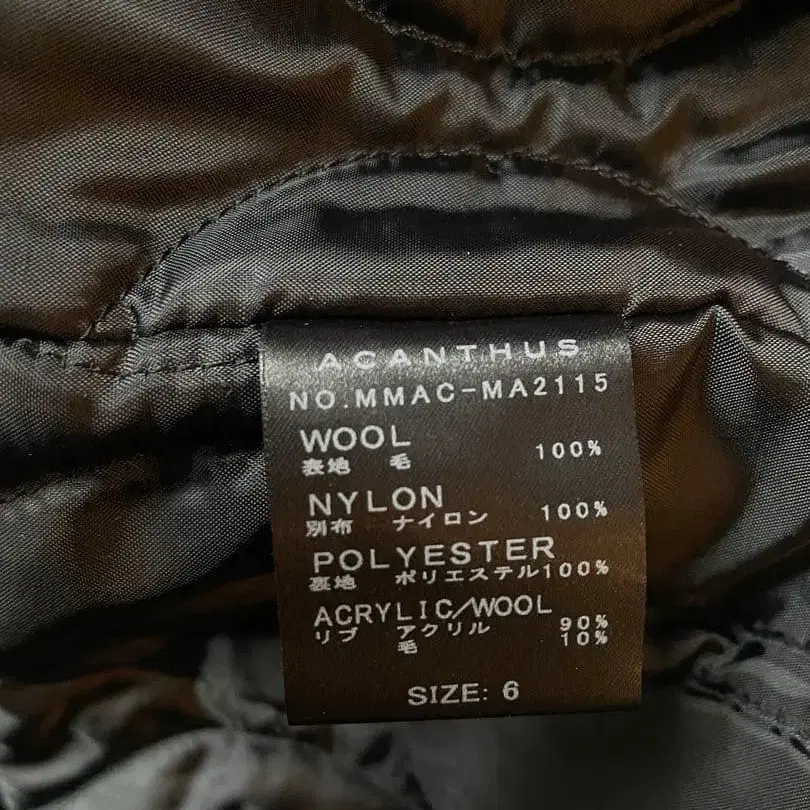 ACANTHUS
NO.MMAC-MA2115
WOOL
表地 毛 100%
NYLON
別布 ナイロン 100%
POLYESTER
裏地 ポリエステル100%
ACRYLIC/WOOL
リブ アクリル 90%
毛 10%
SIZE: 6